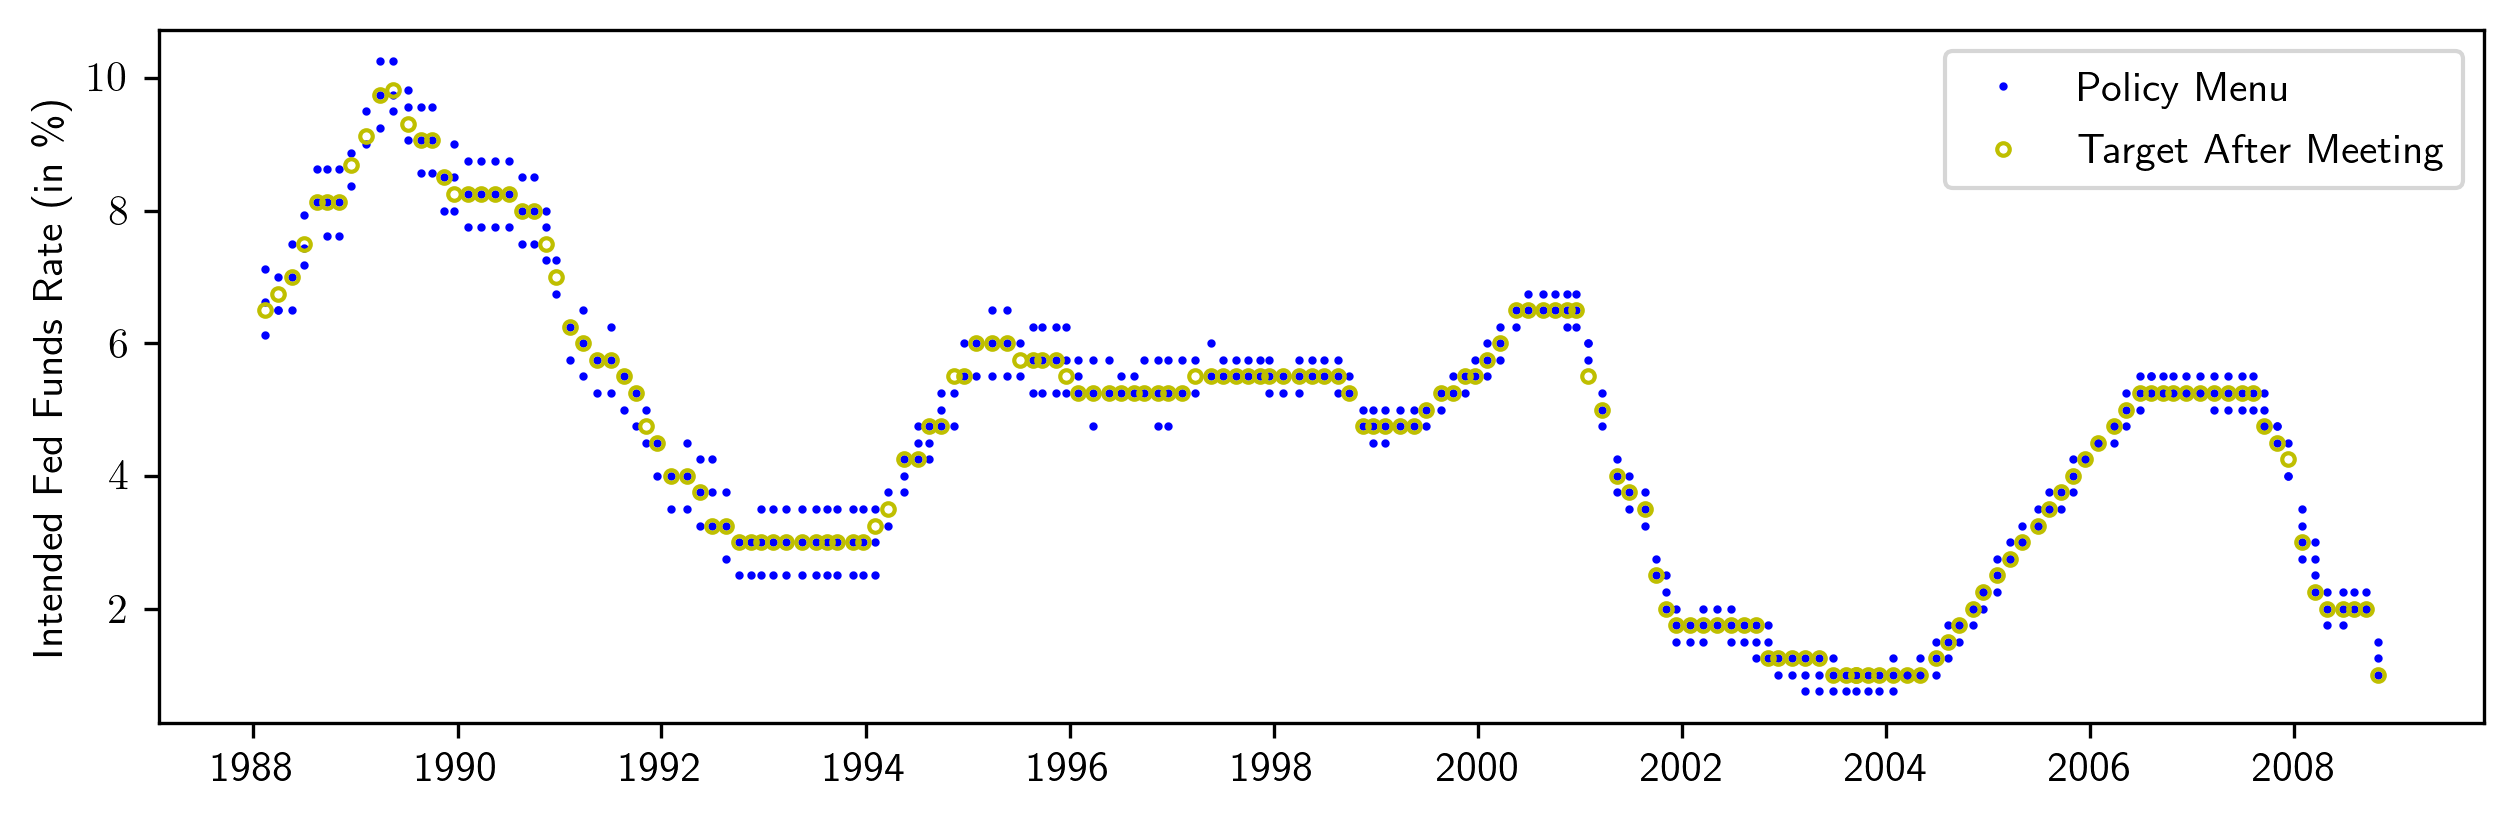 Intended Fed Funds Rate (in %)
10
8
6
4
2
Policy Menu
Target After Meeting
1988 1990 1992 1994 1996 1998 2000 2002 2004 2006 2008